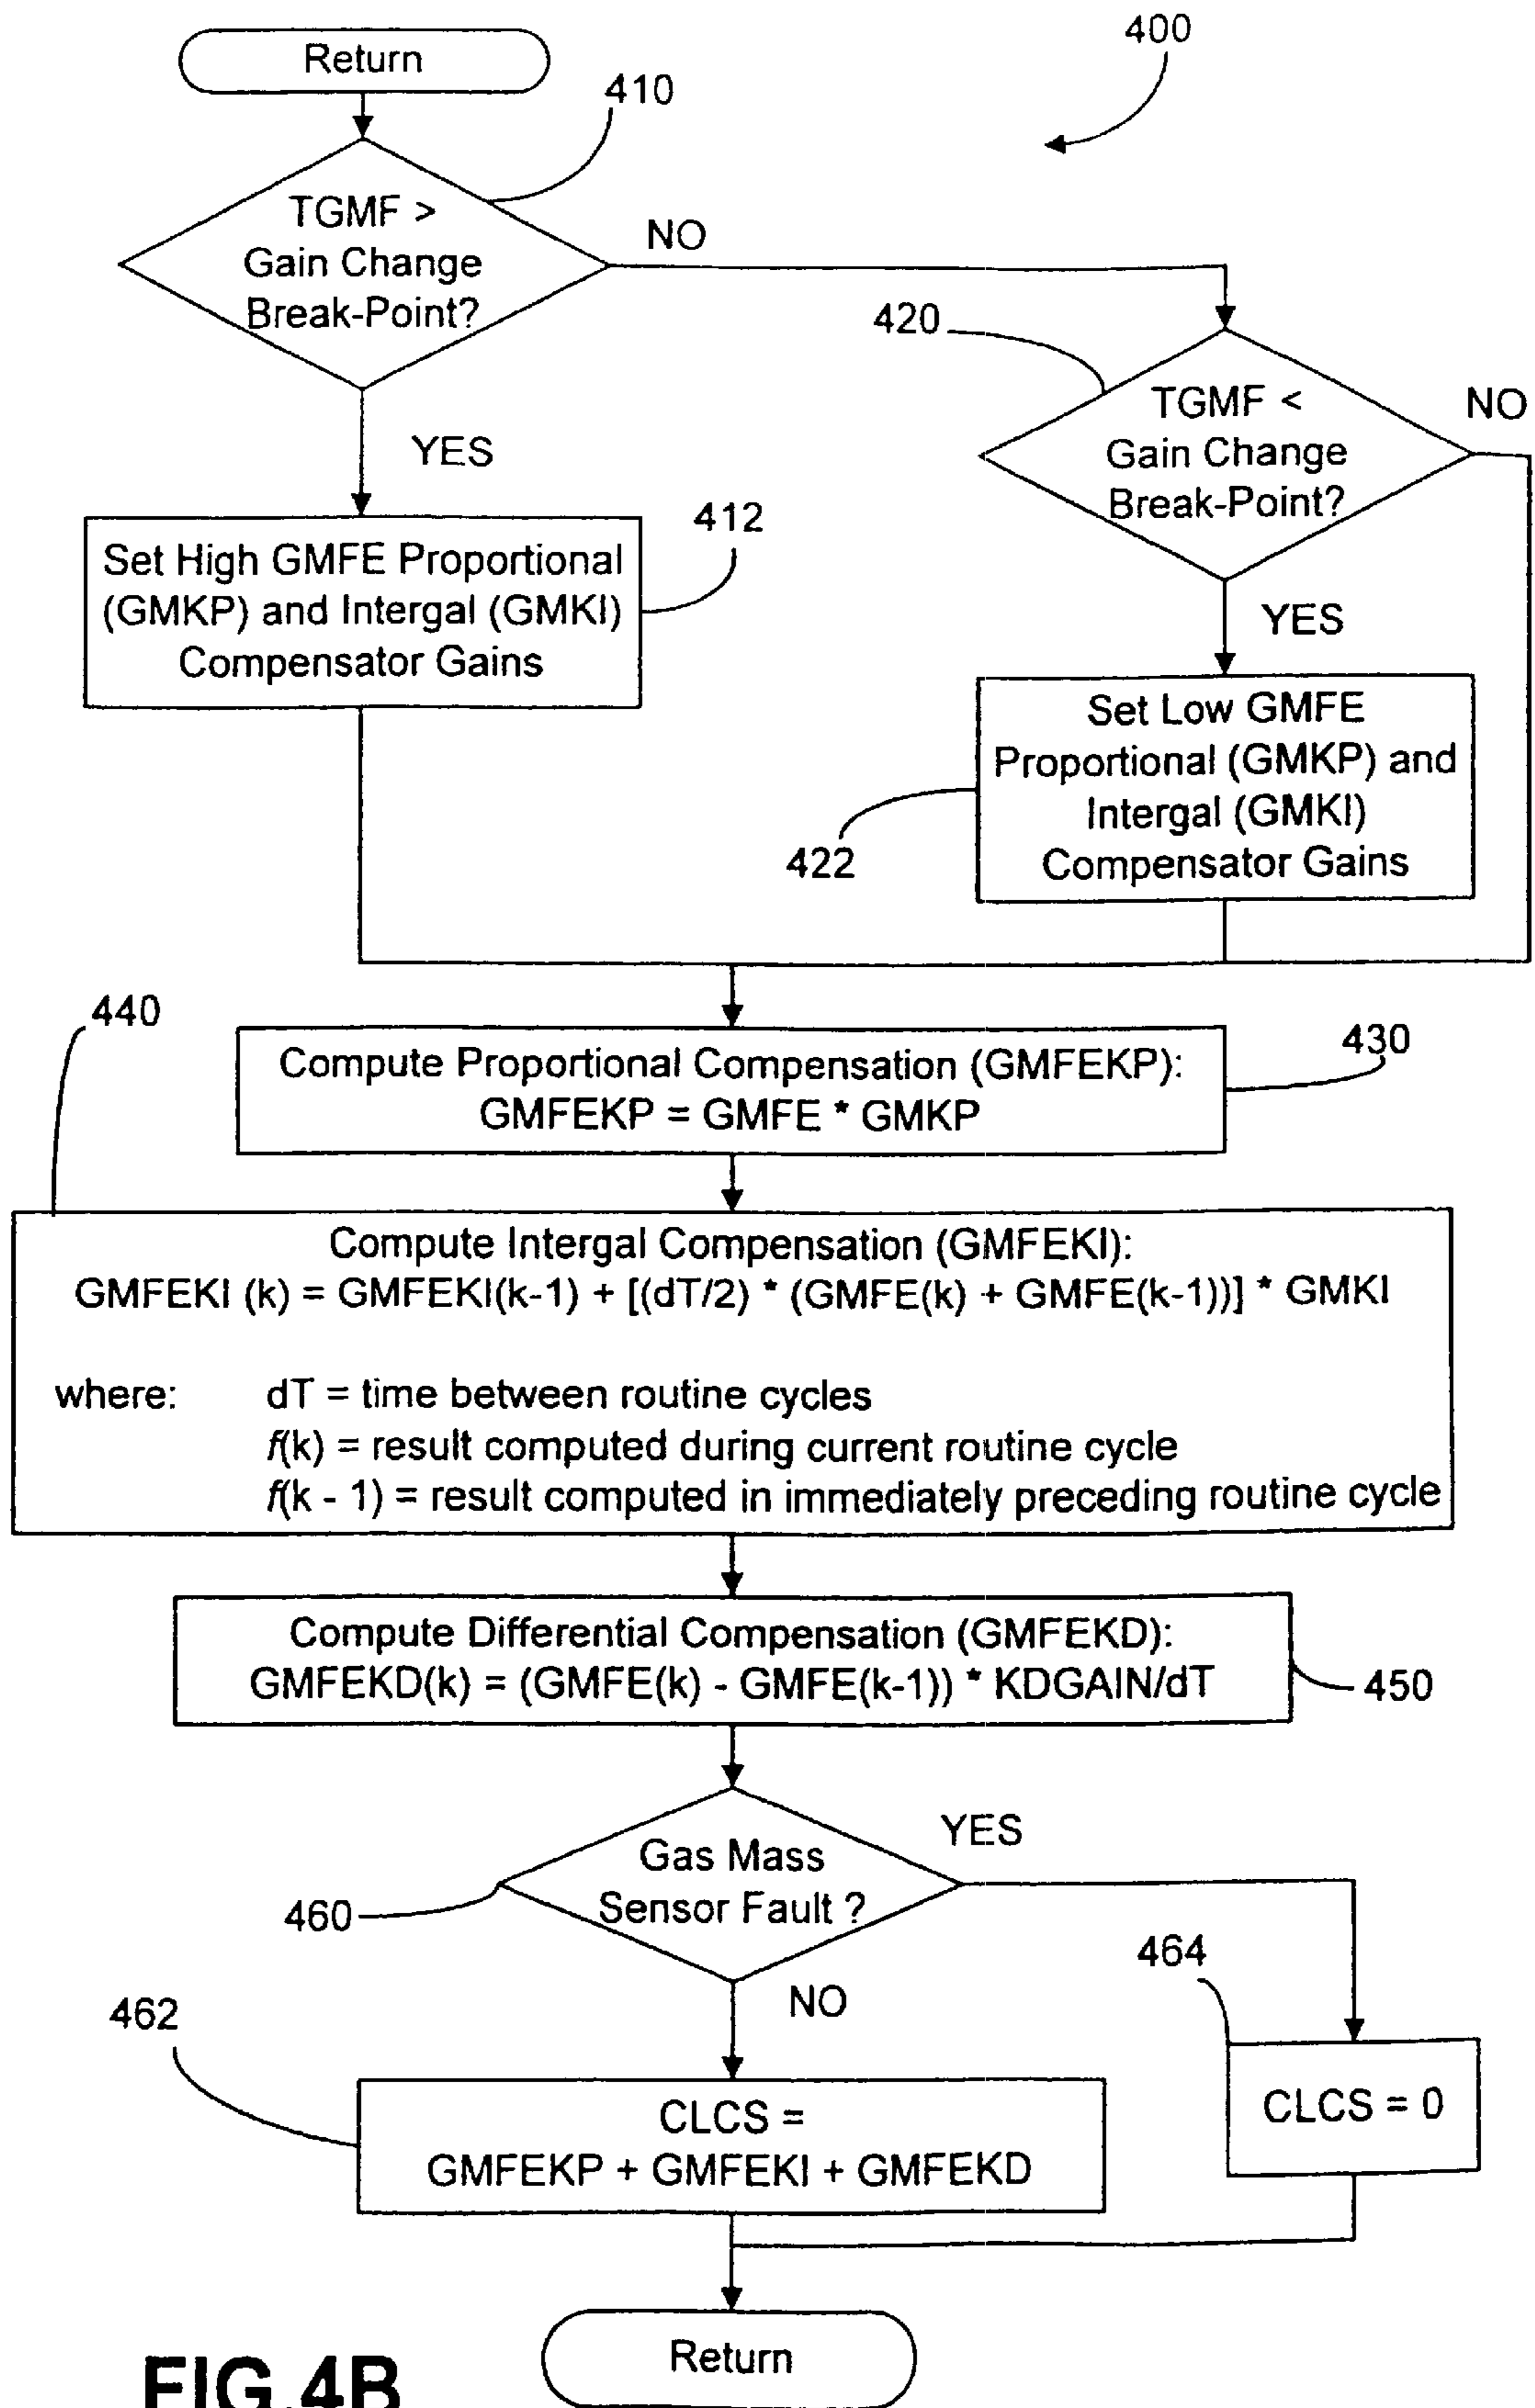 400
Return
410
TGMF >
Gain Change
Break-Point?
NO
420
TGMF <
Gain Change
Break-Point?
NO
YES
412
Set High GMFE Proportional
(GMKP) and Intergal (GMKI)
Compensator Gains
YES
Set Low GMFE
Proportional (GMKP) and
Intergal (GMKI)
Compensator Gains
422
440
430
Compute Proportional Compensation (GMFEKP):
GMFEKP = GMFE * GMKP
Compute Intergal Compensation (GMFEKI):
GMFEKI (k) = GMFEKI(k-1) + [(dT/2) * (GMFE(k) + GMFE(k-1))] * GMKI
where: dT = time between routine cycles
f(k) = result computed during current routine cycle
f(k - 1) = result computed in immediately preceding routine cycle
Compute Differential Compensation (GMFEKD):
GMFEKD(k) = (GMFE(k) - GMFE(k-1)) * KDGAIN/dT
450
YES
Gas Mass
Sensor Fault ?
460
464
NO
462
CLCS =
GMFEKP + GMFEKI + GMFEKD
CLCS = 0
Return
FIG.4B